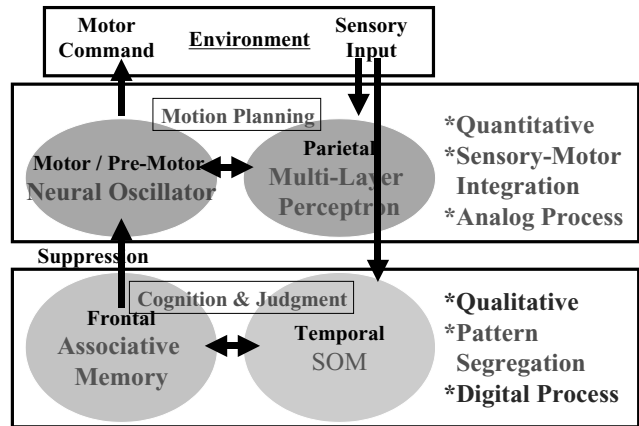 Motor
Command
Environment
Sensory
Input
Motion Planning
Motor / Pre-Motor
Neural Oscillator
Parietal
Multi-Layer
Perceptron
*Quantitative
*Sensory-Motor
Integration
*Analog Process
Suppression
Cognition & Judgment
Frontal
Associative
Memory
Temporal
SOM
*Qualitative
*Pattern
Segregation
*Digital Process